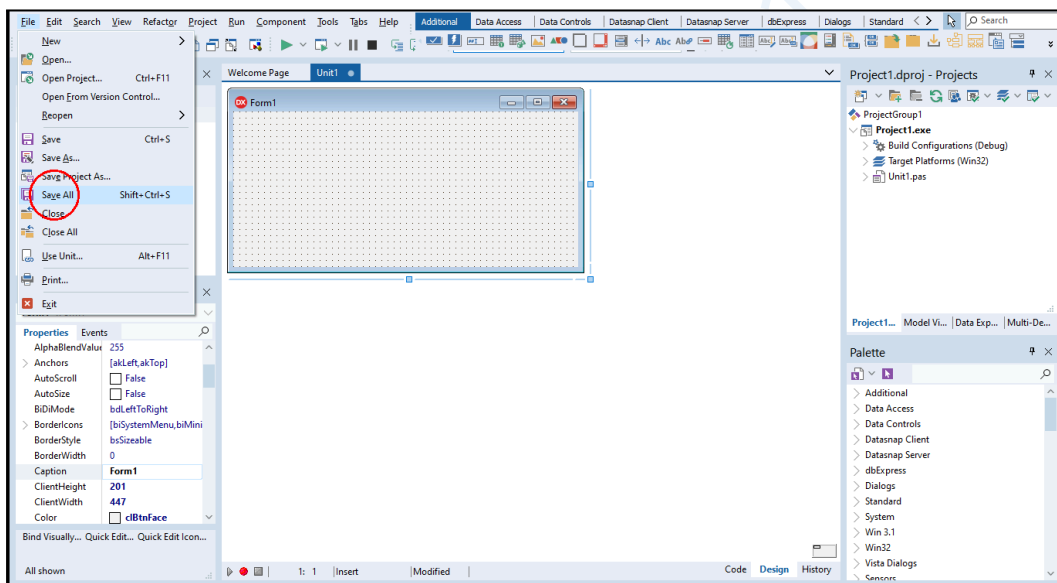 File Edit Search View Refactor Project Run Component Tools Tabs Help
Additional Data Access Data Controls Datasnap Client Datasnap Server dbExpress Dialogs Standard Search
New
Open...
Open Project... Ctrl+F11
Open From Version Control...
Reopen
Save Ctrl+S
Save As...
Save Project As...
Save All Shift+Ctrl+S
Close
Close All
Use Unit... Alt+F11
Print...
Exit
Abc
Welcome Page Unit1
DX Form1
Properties Events
AlphaBlendValue 255
Anchors [akLeft,akTop]
AutoScroll False
AutoSize False
BiDiMode bdLeftToRight
BorderIcons [biSystemMenu,biMini
BorderStyle bsSizeable
BorderWidth 0
Caption Form1
ClientHeight 201
ClientWidth 447
Color clBtnFace
Bind Visually... Quick Edit... Quick Edit Icon...
All shown
1: 1 Insert Modified
Code Design History
Project1.dproj - Projects
ProjectGroup1
Project1.exe
Build Configurations (Debug)
Target Platforms (Win32)
Unit1.pas
Project1... Model Vi... Data Exp... Multi-De...
Palette
Additional
Data Access
Data Controls
Datasnap Client
Datasnap Server
dbExpress
Dialogs
Standard
System
Win 3.1
Win32
Vista Dialogs
Sensors